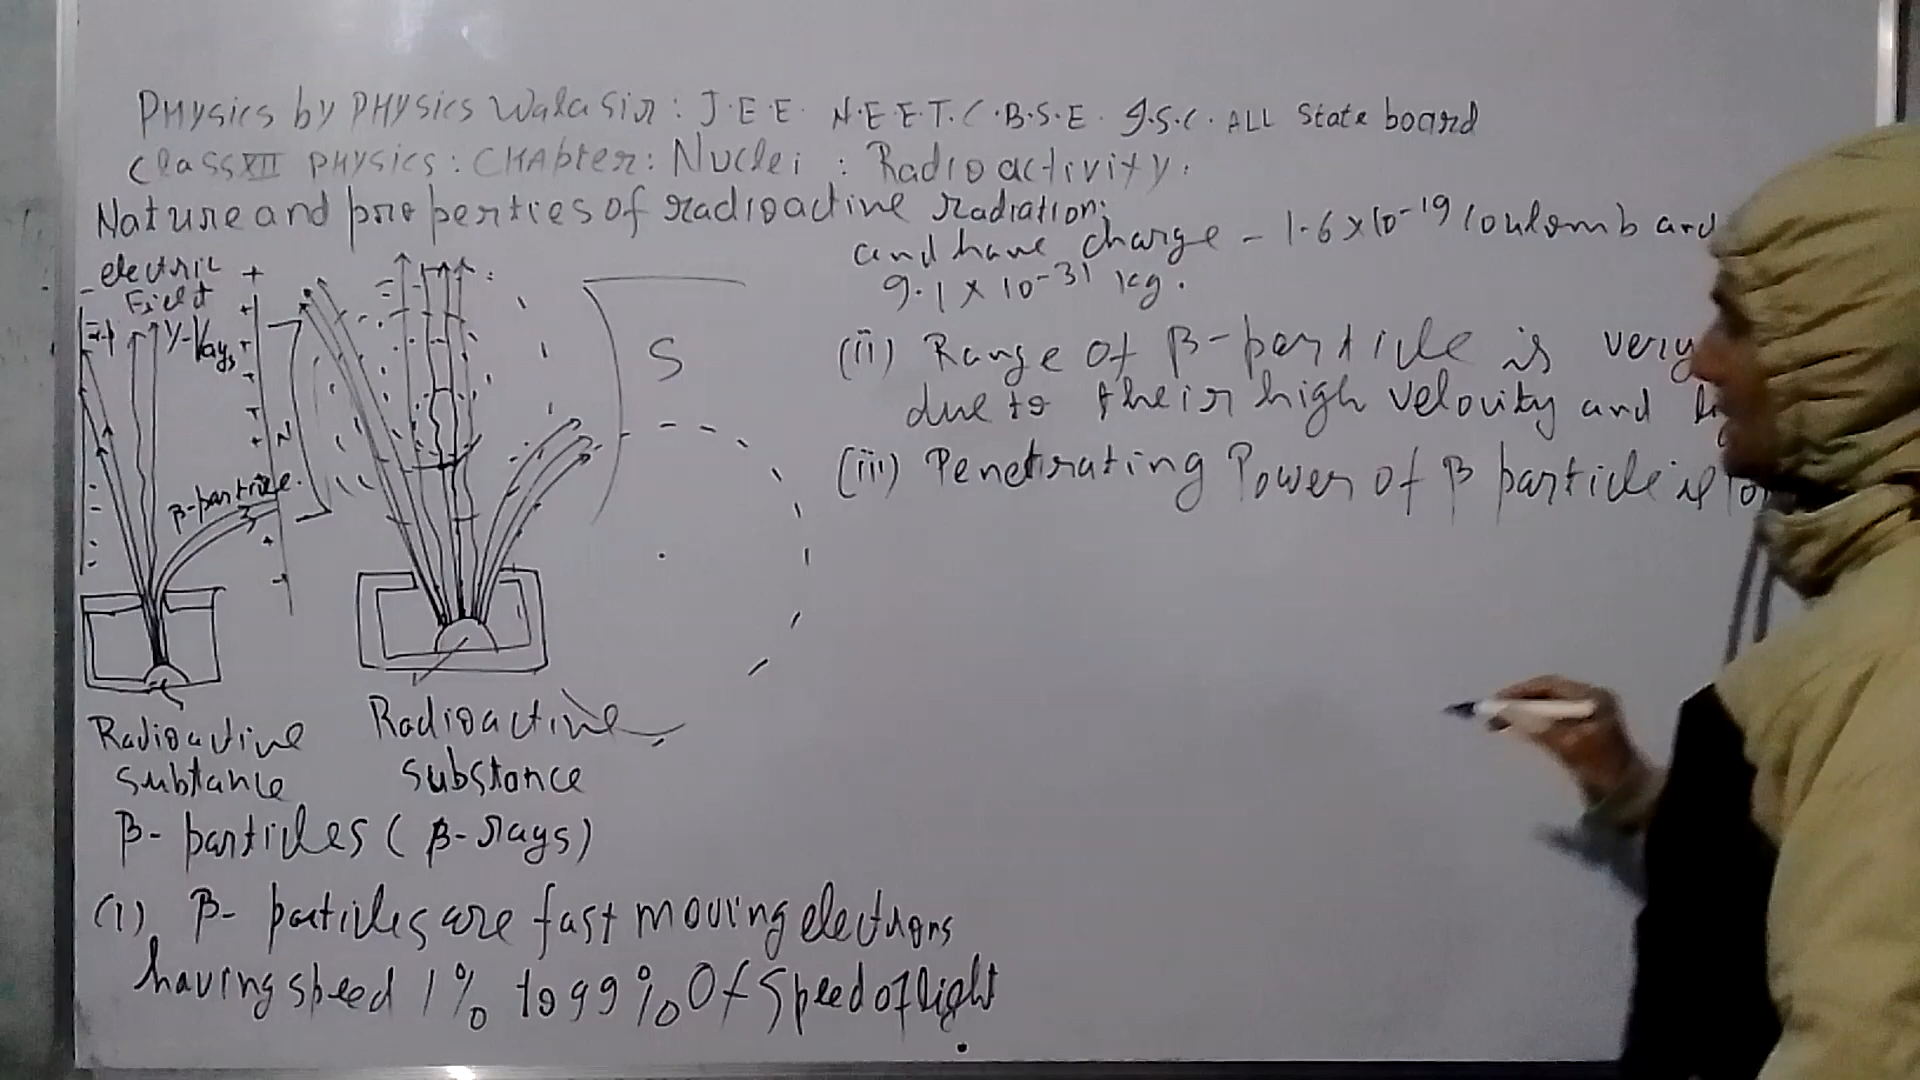 Physics by Physics Wala Sir: J.E.E. N.E.E.T. C.B.S.E. I.S.C. ALL State board
Class XII Physics: Chapter: Nuclei : Radioactivity.
Nature and properties of radioactive radiation:
- electric +
Field
γ-rays
β-particle.
N
S
Radioactive
subtance
Radioactive
substance
β- particles (β-rays)
(i) β- particles are fast moving electrons
having speed 1% to 99% of speed of light
and have charge - 1.6 x 10-19 coulomb and
9.1 x 10-31 kg.
(ii) Range of β-particle is very
due to their high velocity and
(iii) Penetrating Power of β particle is